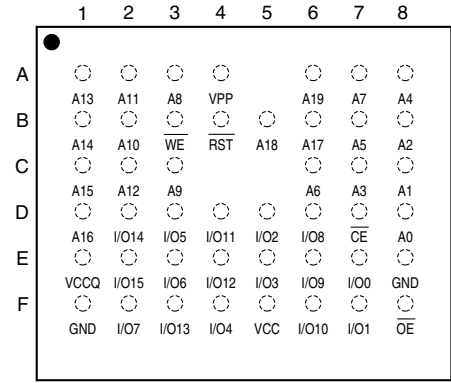 1 2 3 4 5 6 7 8
A
A13 A11 A8 VPP A19 A7 A4
B
A14 A10 WE RST A18 A17 A5 A2
C
A15 A12 A9 A6 A3 A1
D
A16 I/O14 I/O5 I/O11 I/O2 I/O8 CE A0
E
VCCQ I/O15 I/O6 I/O12 I/O3 I/O9 I/O0 GND
F
GND I/O7 I/O13 I/O4 VCC I/O10 I/O1 OE